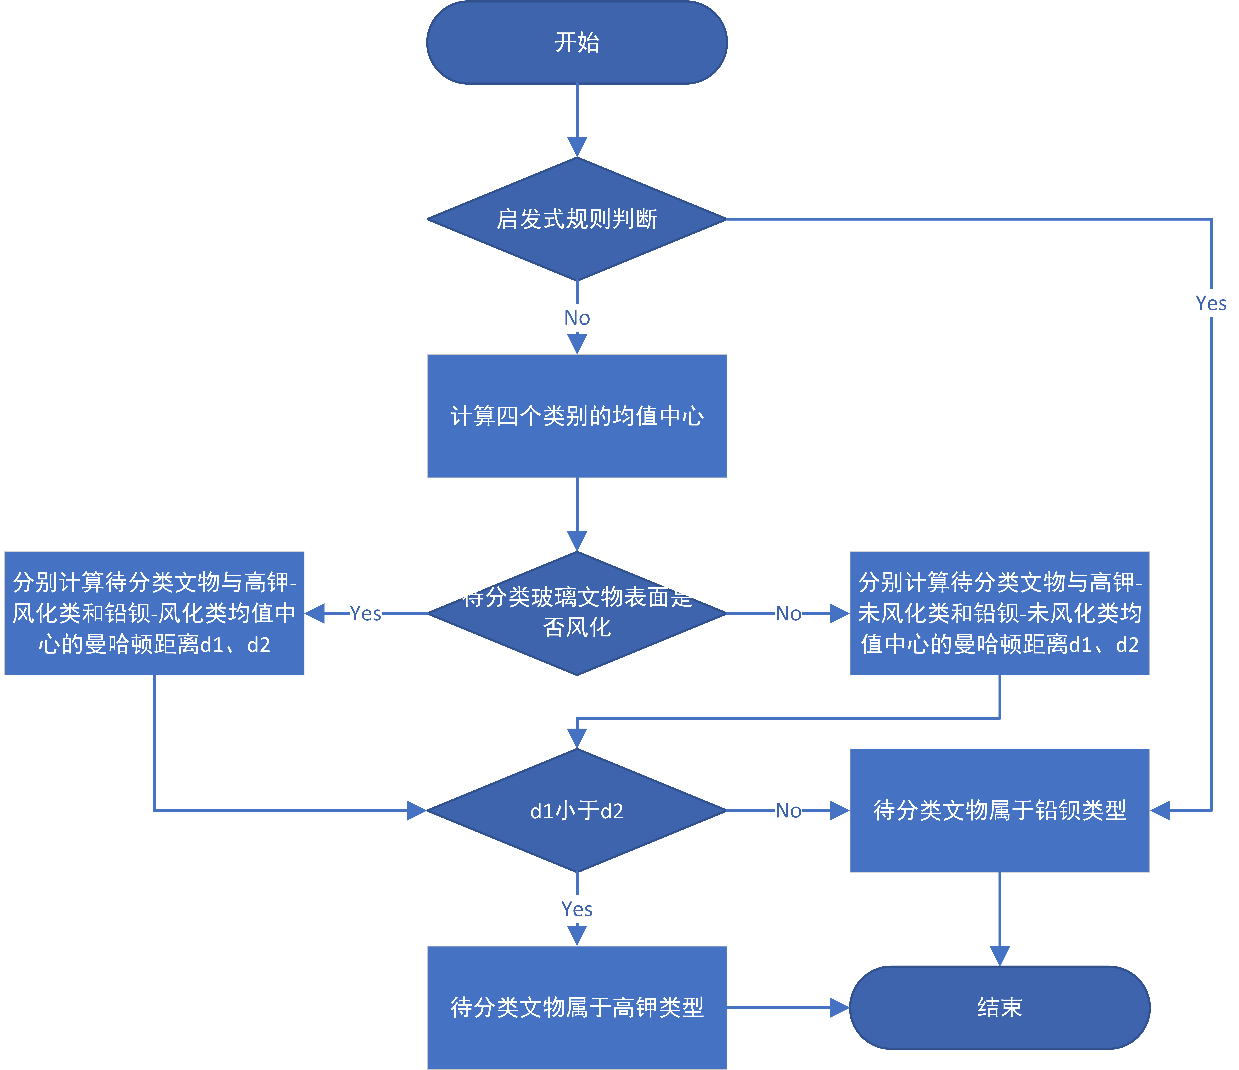 开始
启发式规则判断
Yes
No
计算四个类别的均值中心
分别计算待分类文物与高钾-
风化类和铅钡-风化类均值中
心的曼哈顿距离d1、d2
Yes
待分类玻璃文物表面是
否风化
No
分别计算待分类文物与高钾-
未风化类和铅钡-未风化类均
值中心的曼哈顿距离d1、d2
d1小于d2
No
待分类文物属于铅钡类型
Yes
待分类文物属于高钾类型
结束